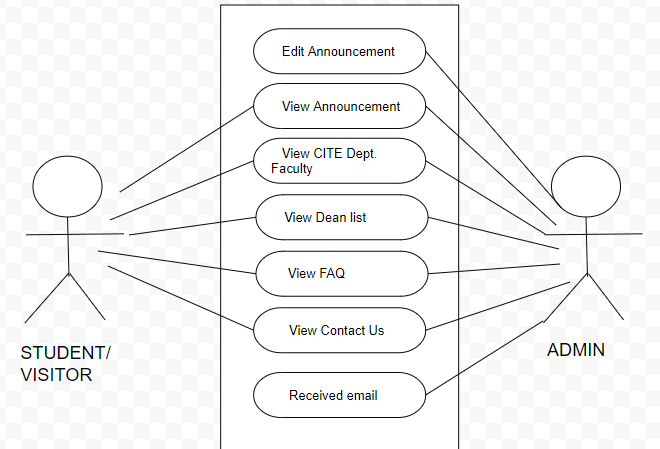 Edit Announcement
View Announcement
View CITE Dept.
Faculty
View Dean list
View FAQ
View Contact Us
Received email
STUDENT/
VISITOR
ADMIN